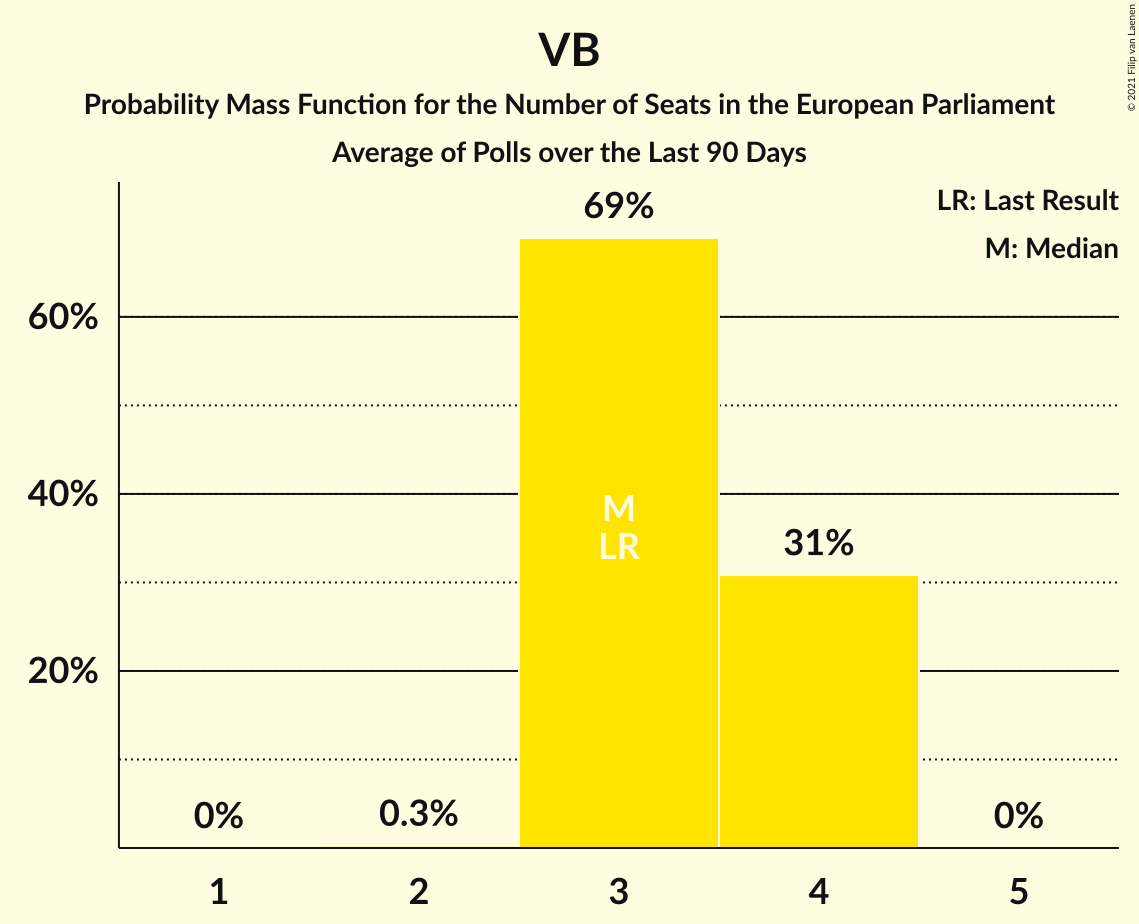 VB
Probability Mass Function for the Number of Seats in the European Parliament
Average of Polls over the Last 90 Days
© 2021 Filip van Laenen
LR: Last Result
M: Median
69%
60%
40%
M
LR
31%
20%
0%
0.3%
0%
1
2
3
4
5